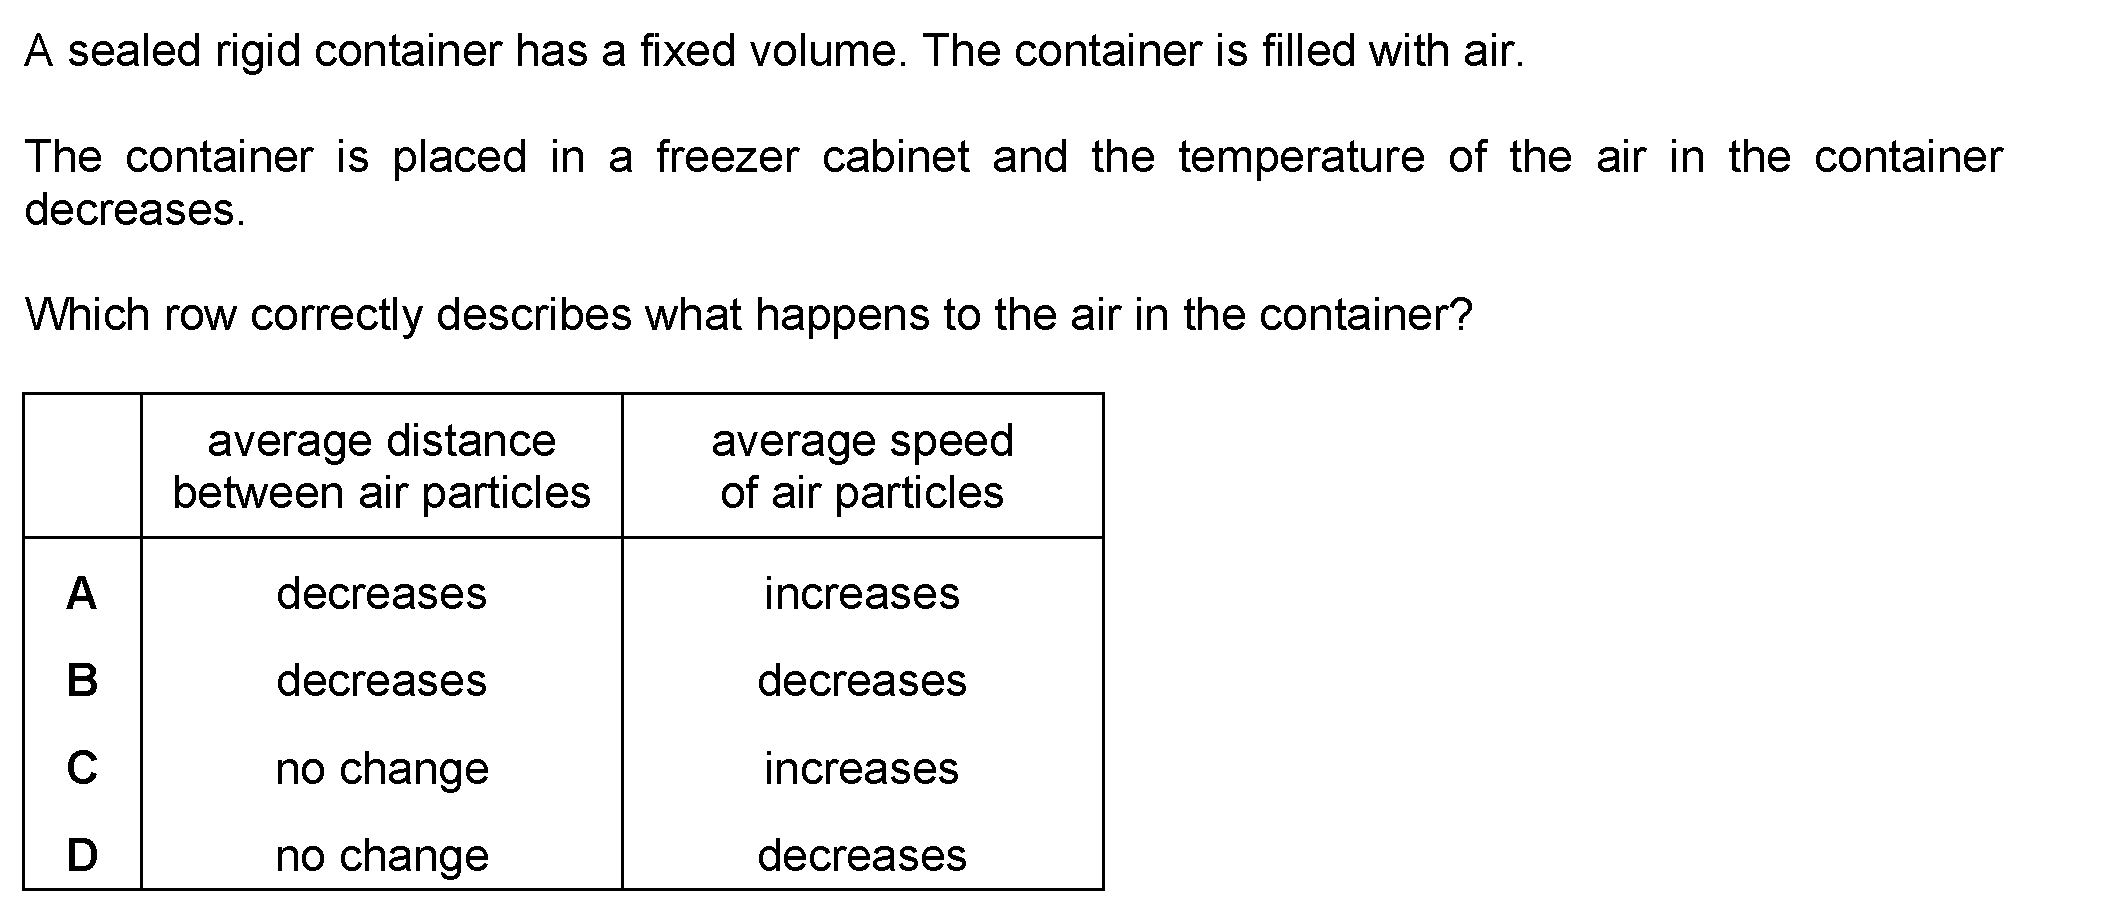 A sealed rigid container has a fixed volume. The container is filled with air.
The container is placed in a freezer cabinet and the temperature of the air in the container
decreases.
Which row correctly describes what happens to the air in the container?
average distance between air particles average speed of air particles
A decreases increases
B decreases decreases
C no change increases
D no change decreases